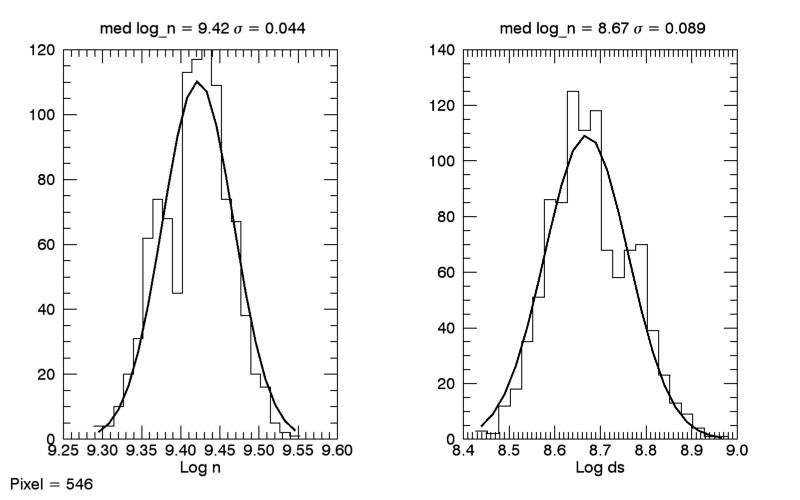 med log_n = 9.42 σ = 0.044
120
100
80
60
40
20
0
9.25 9.30 9.35 9.40 9.45 9.50 9.55 9.60
Log n
med log_n = 8.67 σ = 0.089
140
120
100
80
60
40
20
0
8.4 8.5 8.6 8.7 8.8 8.9 9.0
Log ds
Pixel = 546